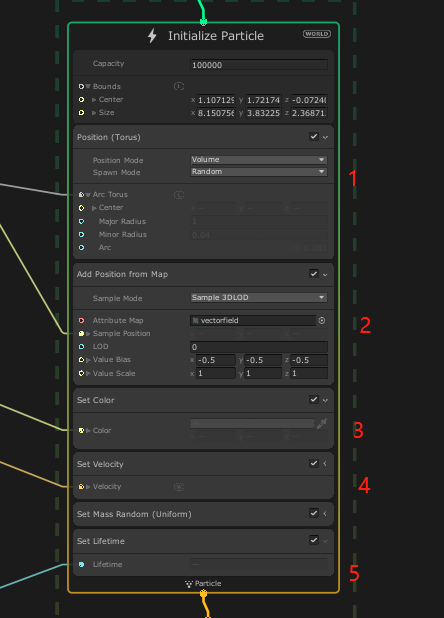 Initialize Particle WORLD
Capacity 100000
Bounds
Center x 1.107129 y 1.72174 z -0.0724
Size x 8.150756 y 3.83225 z 2.36871
Position (Torus)
Position Mode Volume
Spawn Mode Random
1
Arc Torus
Center x – y – z –
Major Radius 1
Minor Radius 0.04
Arc
Add Position from Map
Sample Mode Sample 3DLOD
Attribute Map vectorfield
2
Sample Position
LOD 0
Value Bias x -0.5 y -0.5 z -0.5
Value Scale x 1 y 1 z 1
Set Color
Color
3
Set Velocity
Velocity
4
Set Mass Random (Uniform)
Set Lifetime
Lifetime –
5
Particle